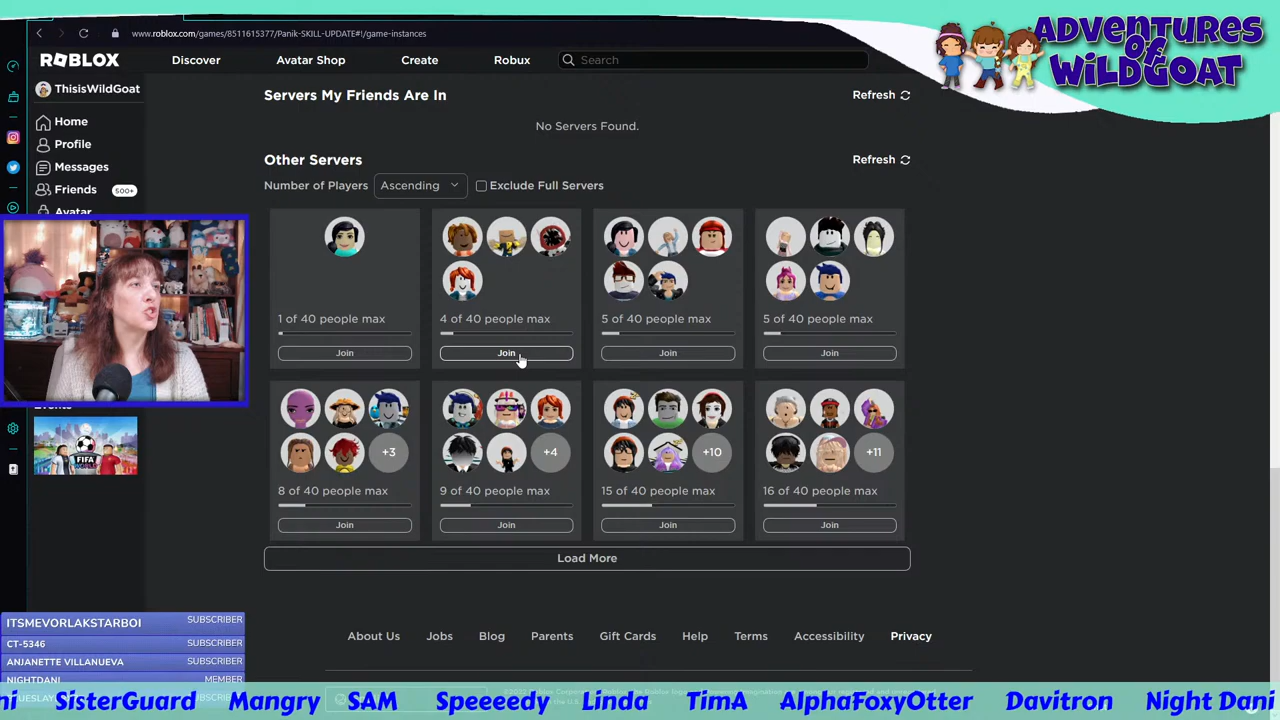 www.roblox.com/games/8511615377/Panik-SKILL-UPDATE#!/game-instances
ADVENTURES
OF
WILDGOAT
ROBLOX
Discover
Avatar Shop
Create
Robux
Search
ThisisWildGoat
Home
Profile
Messages
Friends
500+
Avatar
Servers My Friends Are In
Refresh
No Servers Found.
Other Servers
Refresh
Number of Players
Ascending
Exclude Full Servers
1 of 40 people max
4 of 40 people max
5 of 40 people max
5 of 40 people max
Join
Join
Join
Join
+3
+4
+10
+11
8 of 40 people max
9 of 40 people max
15 of 40 people max
16 of 40 people max
Join
Join
Join
Join
Load More
Events
FIFA
About Us
Jobs
Blog
Parents
Gift Cards
Help
Terms
Accessibility
Privacy
ITSMEVORLAKSTARBOI SUBSCRIBER
CT-5346 SUBSCRIBER
ANJANETTE VILLANUEVA SUBSCRIBER
NIGHTDANI MEMBER
ni SisterGuard Mangry SAM Speeeedy Linda TimA AlphaFoxyOtter Davitron Night Dani